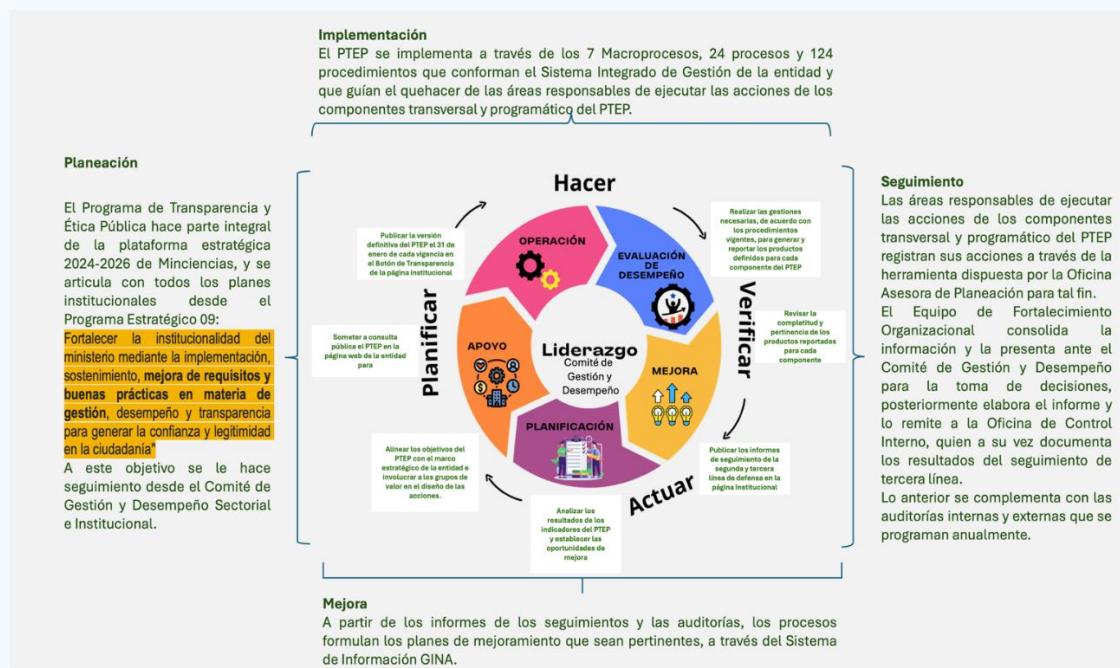 Implementación
El PTEP se implementa a través de los 7 Macroprocesos, 24 procesos y 124
procedimientos que conforman el Sistema Integrado de Gestión de la entidad y
que guían el quehacer de las áreas responsables de ejecutar las acciones de los
componentes transversal y programático del PTEP.
Planeación
El Programa de Transparencia y
Ética Pública hace parte integral
de la plataforma estratégica
2024-2026 de Minciencias, y se
articula con todos los planes
institucionales desde el
Programa Estratégico 09:
Fortalecer la institucionalidad del
ministerio mediante la implementación,
sostenimiento, mejora de requisitos y
buenas prácticas en materia de
gestión, desempeño y transparencia
para generar la confianza y legitimidad
en la ciudadanía"
A este objetivo se le hace
seguimiento desde el Comité de
Gestión y Desempeño Sectorial
e Institucional.
Hacer
Publicar la versión
definitiva del PTEP el 31 de
enero de cada vigencia en
el Botón de Transparencia
de la página institucional
Someter a consulta
pública el PTEP en la
página web de la entidad
para
Alinear los objetivos del
PTEP con el marco
estratégico de la entidad e
involucrar a los grupos de
valor en el diseño de las
acciones.
Planificar
OPERACIÓN
EVALUACIÓN
DE
DESEMPEÑO
APOYO
Liderazgo
Comité de
Gestión y
Desempeño
MEJORA
PLANIFICACIÓN
Verificar
Actuar
Realizar las gestiones
necesarias, de acuerdo con
los procedimientos
vigentes, para generar y
reportar los productos
definidos para cada
componente del PTEP
Revisar la
completitud y
pertinencia de los
productos reportados
para cada
componente
Publicar los informes
de seguimiento de la
segunda y tercera
línea de defensa en la
página institucional
Analizar los
resultados de los
indicadores del PTEP
y establecer las
oportunidades de
mejora
Seguimiento
Las áreas responsables de ejecutar
las acciones de los componentes
transversal y programático del PTEP
registran sus acciones a través de la
herramienta dispuesta por la Oficina
Asesora de Planeación para tal fin.
El Equipo de Fortalecimiento
Organizacional consolida la
información y la presenta ante el
Comité de Gestión y Desempeño
para la toma de decisiones,
posteriormente elabora el informe y
lo remite a la Oficina de Control
Interno, quien a su vez documenta
los resultados del seguimiento de
tercera línea.
Lo anterior se complementa con las
auditorías internas y externas que se
programan anualmente.
Mejora
A partir de los informes de los seguimientos y las auditorías, los procesos
formulan los planes de mejoramiento que sean pertinentes, a través del Sistema
de Información GINA.